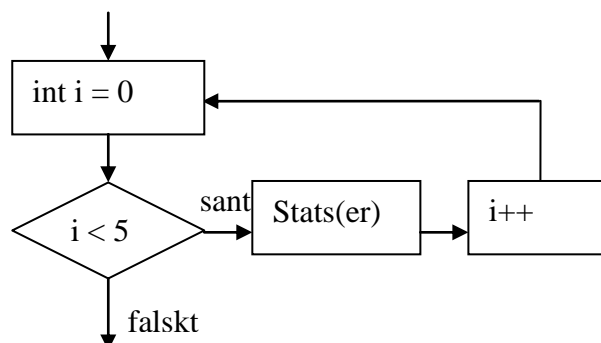 int i = 0
i < 5
sant
Stats(er)
i++
falskt